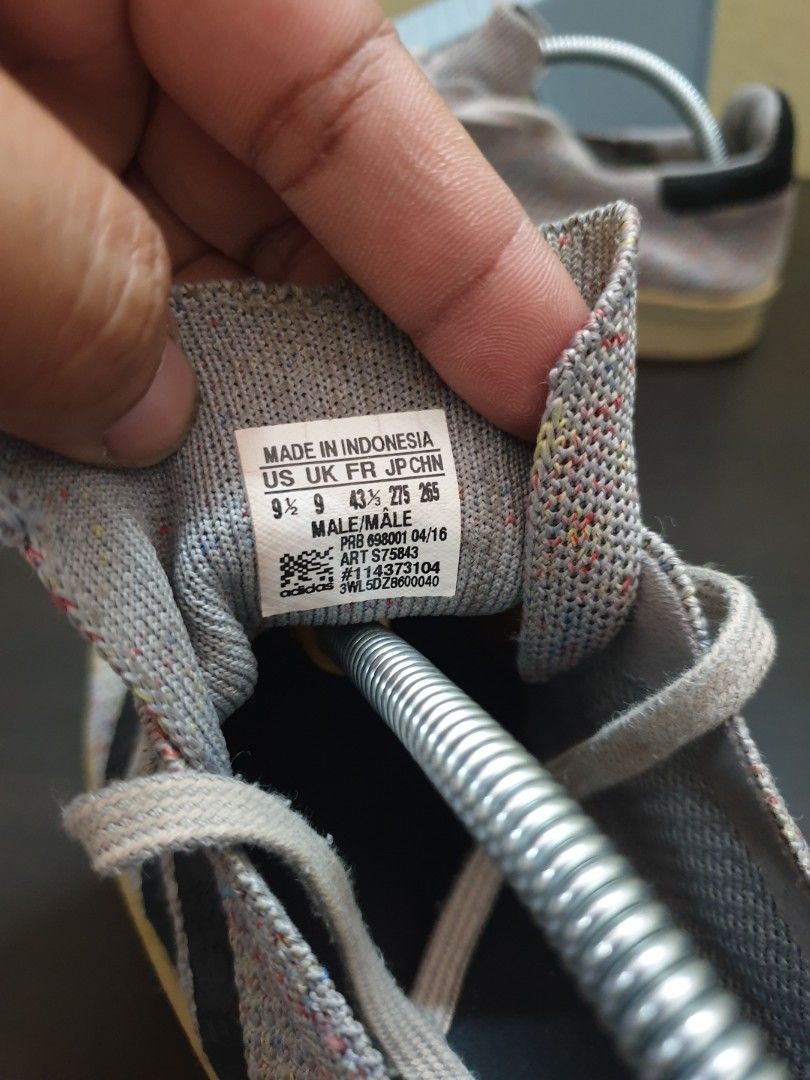 MADE IN INDONESIA
US UK FR JP CHN
9½ 9 43⅓ 275 265
MALE/MÂLE
PRB 698001 04/16
ART S75843
#114373104
adidas 3WL5DZ8600040